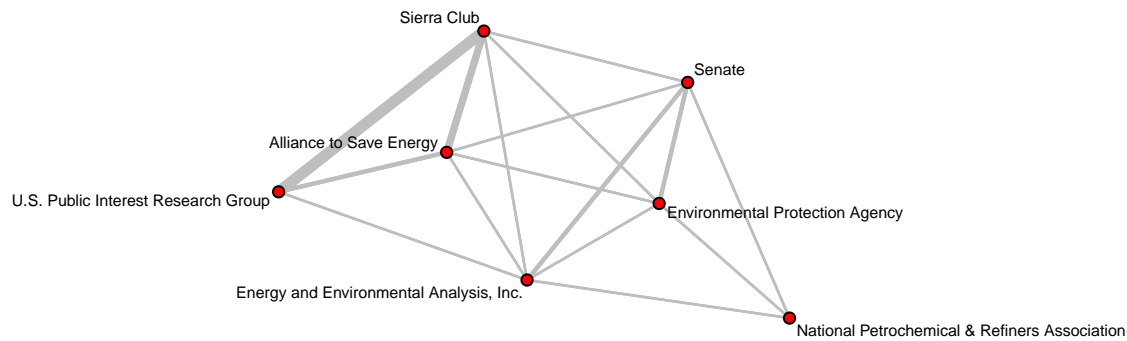 Sierra Club
Senate
Alliance to Save Energy
U.S. Public Interest Research Group
Environmental Protection Agency
Energy and Environmental Analysis, Inc.
National Petrochemical & Refiners Association